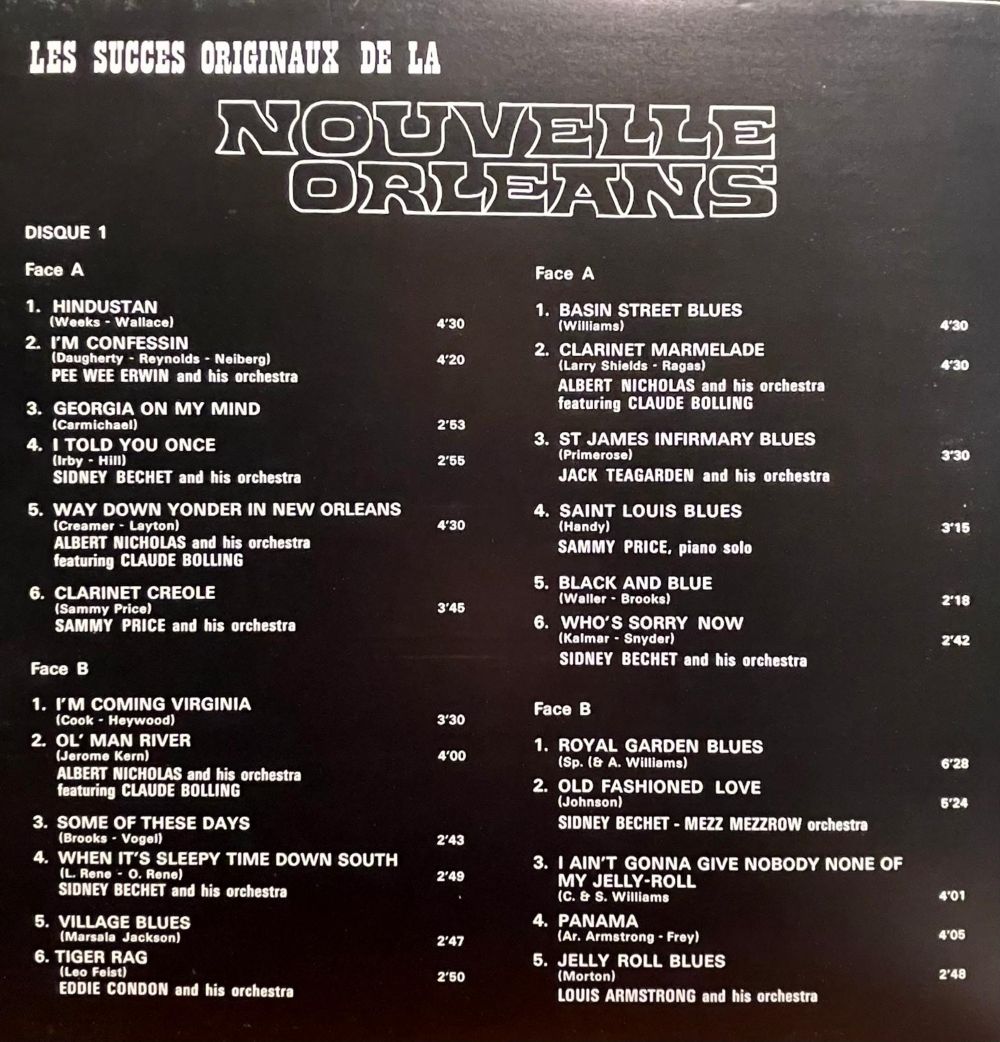 LES SUCCES ORIGINAUX DE LA
NOUVELLE
ORLEANS
DISQUE 1
Face A
1. HINDUSTAN
(Weeks - Wallace) 4'30
2. I'M CONFESSIN
(Daugherty - Reynolds - Neiberg) 4'20
PEE WEE ERWIN and his orchestra
3. GEORGIA ON MY MIND
(Carmichael) 2'53
4. I TOLD YOU ONCE
(Irby - Hill) 2'55
SIDNEY BECHET and his orchestra
5. WAY DOWN YONDER IN NEW ORLEANS
(Creamer - Layton) 4'30
ALBERT NICHOLAS and his orchestra
featuring CLAUDE BOLLING
6. CLARINET CREOLE
(Sammy Price) 3'45
SAMMY PRICE and his orchestra
Face B
1. I'M COMING VIRGINIA
(Cook - Heywood) 3'30
2. OL' MAN RIVER
(Jerome Kern) 4'00
ALBERT NICHOLAS and his orchestra
featuring CLAUDE BOLLING
3. SOME OF THESE DAYS
(Brooks - Vogel) 2'43
4. WHEN IT'S SLEEPY TIME DOWN SOUTH
(L. Rene - O. Rene) 2'49
SIDNEY BECHET and his orchestra
5. VILLAGE BLUES
(Marsala Jackson) 2'47
6. TIGER RAG
(Leo Feist) 2'50
EDDIE CONDON and his orchestra
Face A
1. BASIN STREET BLUES
(Williams) 4'30
2. CLARINET MARMELADE
(Larry Shields - Ragas) 4'30
ALBERT NICHOLAS and his orchestra
featuring CLAUDE BOLLING
3. ST JAMES INFIRMARY BLUES
(Primerose) 3'30
JACK TEAGARDEN and his orchestra
4. SAINT LOUIS BLUES
(Handy) 3'15
SAMMY PRICE, piano solo
5. BLACK AND BLUE
(Waller - Brooks) 2'18
6. WHO'S SORRY NOW
(Kalmar - Snyder) 2'42
SIDNEY BECHET and his orchestra
Face B
1. ROYAL GARDEN BLUES
(Sp. (& A. Williams) 6'28
2. OLD FASHIONED LOVE
(Johnson) 5'24
SIDNEY BECHET - MEZZ MEZZROW orchestra
3. I AIN'T GONNA GIVE NOBODY NONE OF
MY JELLY-ROLL
(C. & S. Williams 4'01
4. PANAMA
(Ar. Armstrong - Frey) 4'05
5. JELLY ROLL BLUES
(Morton) 2'48
LOUIS ARMSTRONG and his orchestra